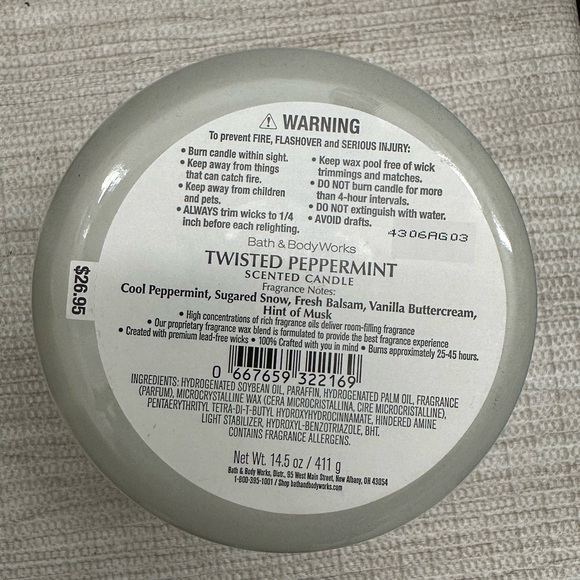 ⚠ WARNING
To prevent FIRE, FLASHOVER and SERIOUS INJURY:
• Burn candle within sight.
• Keep away from things
that can catch fire.
• Keep away from children
and pets.
• ALWAYS trim wicks to 1/4
inch before each relighting.
• Keep wax pool free of wick
trimmings and matches.
• DO NOT burn candle for more
than 4-hour intervals.
• DO NOT extinguish with water.
• AVOID drafts.
4306AG03
Bath & Body Works
TWISTED PEPPERMINT
SCENTED CANDLE
Fragrance Notes:
Cool Peppermint, Sugared Snow, Fresh Balsam, Vanilla Buttercream,
Hint of Musk
• High concentrations of rich fragrance oils deliver room-filling fragrance
• Our proprietary fragrance wax blend is formulated to provide the best fragrance experience
• Created with premium lead-free wicks • 100% Crafted with you in mind • Burns approximately 25-45 hours.
0 667659 322169
INGREDIENTS: HYDROGENATED SOYBEAN OIL, PARAFFIN, HYDROGENATED PALM OIL, FRAGRANCE
(PARFUM), MICROCRYSTALLINE WAX (CERA MICROCRISTALLINA, CIRE MICROCRISTALLINE),
PENTAERYTHRITYL TETRA-DI-T-BUTYL HYDROXYHYDROCINNAMATE, HINDERED AMINE
LIGHT STABILIZER, HYDROXYL-BENZOTRIAZOLE, BHT.
CONTAINS FRAGRANCE ALLERGENS.
Net Wt. 14.5 oz / 411 g
Bath & Body Works, Distr., 95 West Main Street, New Albany, OH 43054
1-800-395-1001 / Shop bathandbodyworks.com
$26.95